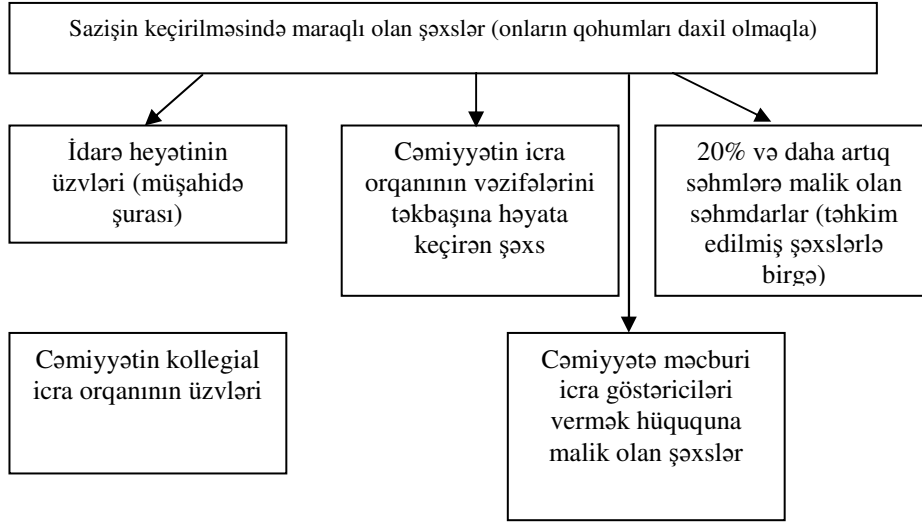 Sazişin keçirilməsində maraqlı olan şəxslər (onların qohumları daxil olmaqla)
İdarə heyətinin
üzvləri (müşahidə
şurası)
Cəmiyyətin icra
orqanının vəzifələrini
təkbaşına həyata
keçirən şəxs
20% və daha artıq
səhmlərə malik olan
səhmdarlar (təhkim
edilmiş şəxslərlə
birgə)
Cəmiyyətin kollegial
icra orqanının üzvləri
Cəmiyyətə məcburi
icra göstəriciləri
vermək hüququna
malik olan şəxslər